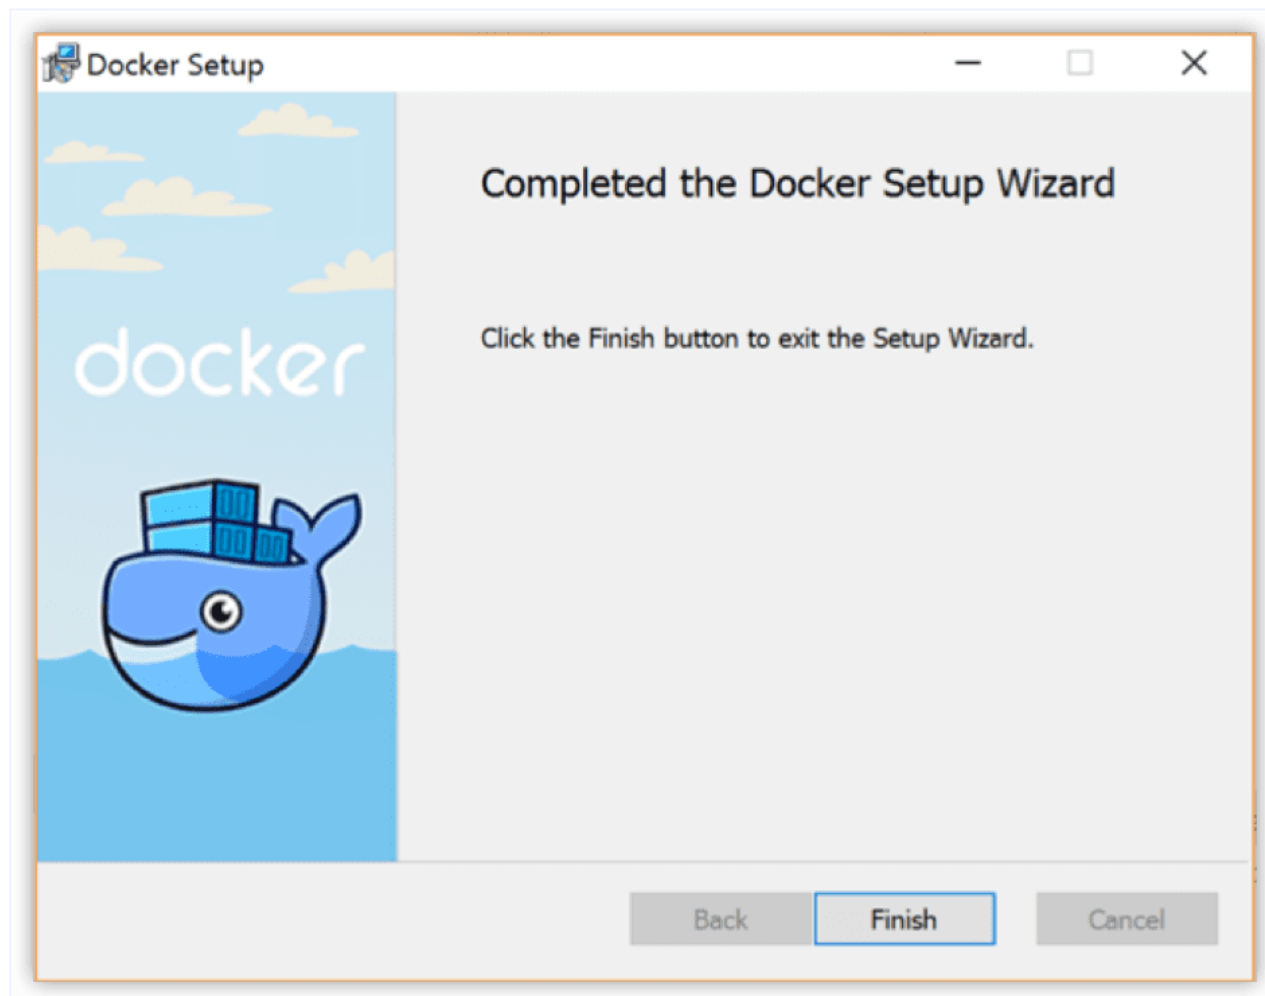 Docker Setup
Completed the Docker Setup Wizard
Click the Finish button to exit the Setup Wizard.
docker
Back
Finish
Cancel